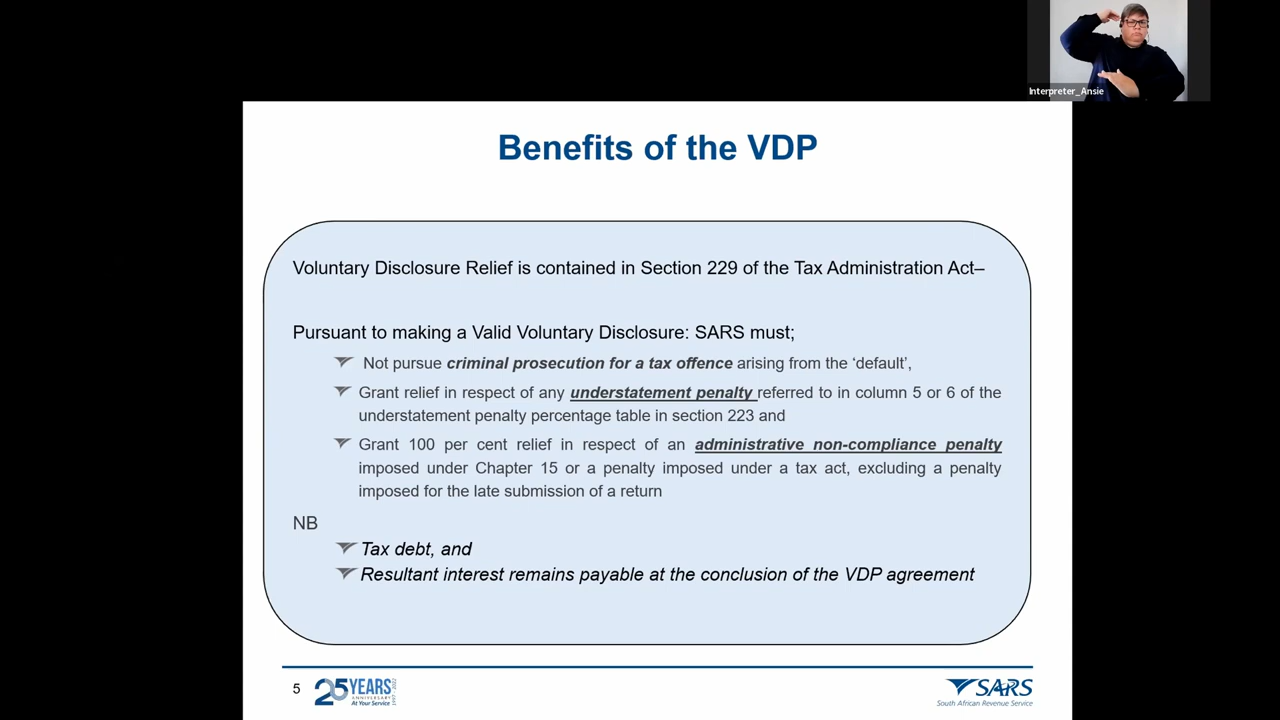 Interpreter_Ansie
Benefits of the VDP
Voluntary Disclosure Relief is contained in Section 229 of the Tax Administration Act–
Pursuant to making a Valid Voluntary Disclosure: SARS must;
Not pursue criminal prosecution for a tax offence arising from the ‘default’,
Grant relief in respect of any understatement penalty referred to in column 5 or 6 of the
understatement penalty percentage table in section 223 and
Grant 100 per cent relief in respect of an administrative non-compliance penalty
imposed under Chapter 15 or a penalty imposed under a tax act, excluding a penalty
imposed for the late submission of a return
NB
Tax debt, and
Resultant interest remains payable at the conclusion of the VDP agreement
5
25 YEARS
ANNIVERSARY
At Your Service
1997 - 2022
SARS
South African Revenue Service